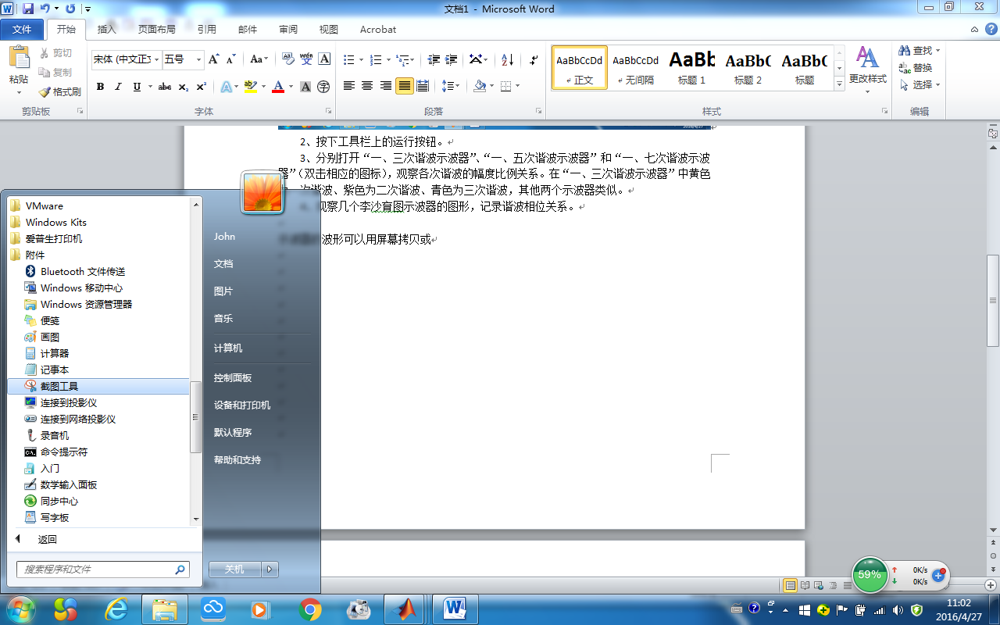 文档1 - Microsoft Word
文件 开始 插入 页面布局 引用 邮件 审阅 视图 Acrobat
粘贴 剪切 复制 格式刷 剪贴板
宋体 (中文正文 五号 字体
段落
AaBbCcDd 正文
AaBbCcDd 无间隔
AaBb 标题 1
AaBbC 标题 2
AaBbC 标题
更改样式
样式
查找
替换
选择
编辑
2、按下工具栏上的运行按钮。
3、分别打开“一、三次谐波示波器”、“一、五次谐波示波器”和“一、七次谐波示波
器”（双击相应的图标），观察各次谐波的幅度比例关系。在“一、三次谐波示波器”中黄色
次谐波、紫色为二次谐波、青色为三次谐波，其他两个示波器类似。
观察几个李沙育图示波器的图形，记录谐波相位关系。
波形可以用屏幕拷贝或
VMware
Windows Kits
爱普生打印机
附件
Bluetooth 文件传送
Windows 移动中心
Windows 资源管理器
便笺
画图
计算器
记事本
截图工具
连接到投影仪
连接到网络投影仪
录音机
命令提示符
入门
数学输入面板
同步中心
写字板
返回
搜索程序和文件
John
文档
图片
音乐
计算机
控制面板
设备和打印机
默认程序
帮助和支持
关机
59%
0K/s
0K/s
11:02
2016/4/27